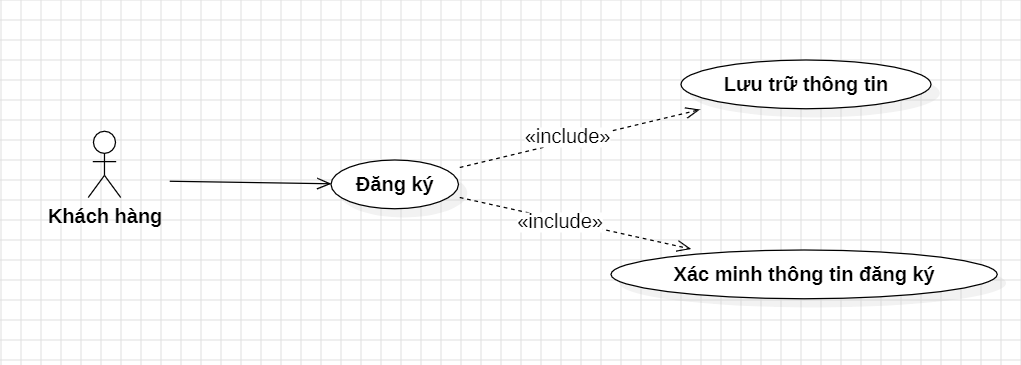 Lưu trữ thông tin
«include»
Đăng ký
Khách hàng
«include»
Xác minh thông tin đăng ký